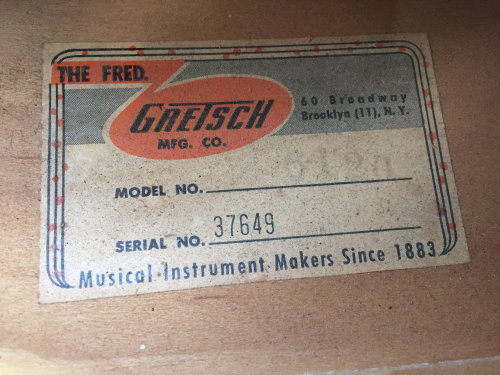 THE FRED.
GRETSCH
MFG. CO.
60 Broadway
Brooklyn (11), N. Y.
MODEL NO. 6120
SERIAL NO. 37649
Musical Instrument Makers Since 1883